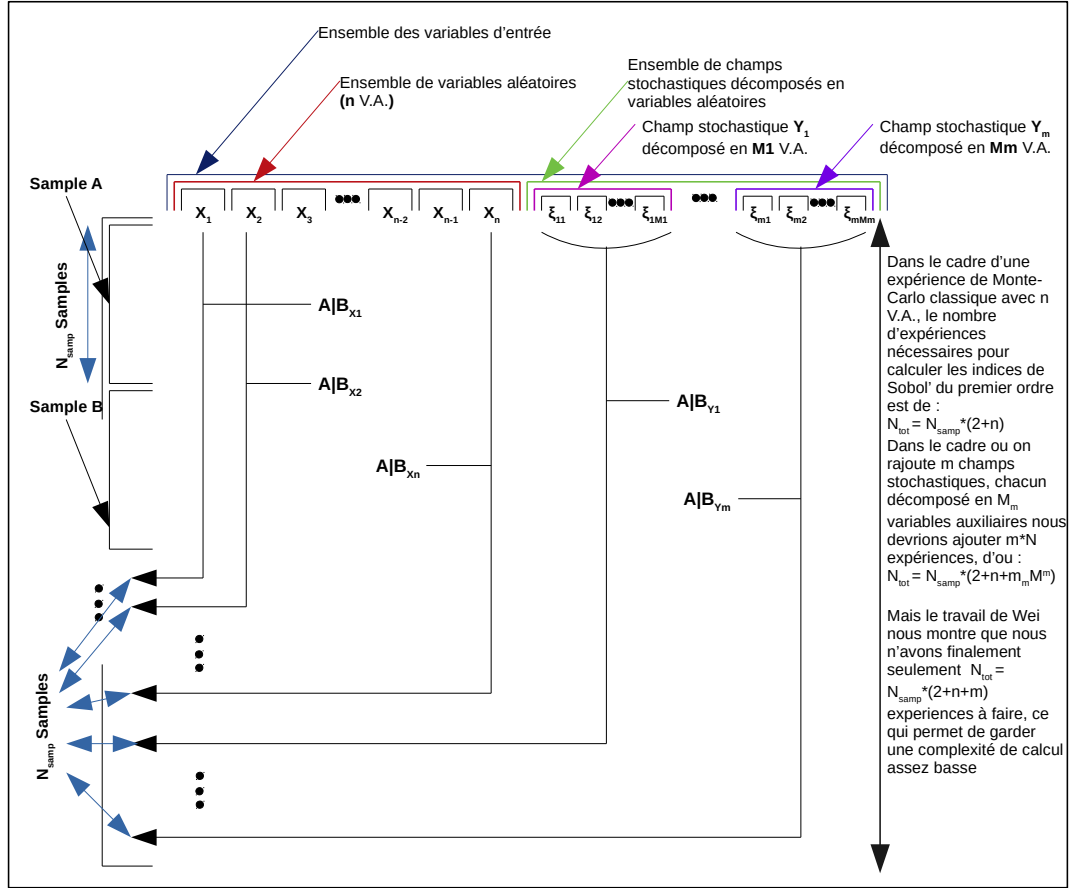 Ensemble des variables d'entrée
Ensemble de variables aléatoires
(n V.A.)
Ensemble de champs
stochastiques décomposés en
variables aléatoires
Champ stochastique Y1
décomposé en M1 V.A.
Champ stochastique Ym
décomposé en Mm V.A.
Sample A
X1 X2 X3 Xn-2 Xn-1 Xn ξ11 ξ12 ξ1M1 ξm1 ξm2 ξmMm
Nsamp Samples
A|BX1
A|BX2
Sample B
A|BY1
A|BXn
A|BYm
Nsamp Samples
Dans le cadre d'une
expérience de Monte-
Carlo classique avec n
V.A., le nombre
d'expériences
nécessaires pour
calculer les indices de
Sobol' du premier ordre
est de :
Ntot = Nsamp*(2+n)
Dans le cadre ou on
rajoute m champs
stochastiques, chacun
décomposé en Mm
variables auxiliaires nous
devrions ajouter m*N
expériences, d'ou :
Ntot = Nsamp*(2+n+mmMm)
Mais le travail de Wei
nous montre que nous
n'avons finalement
seulement Ntot =
Nsamp*(2+n+m)
experiences à faire, ce
qui permet de garder
une complexité de calcul
assez basse